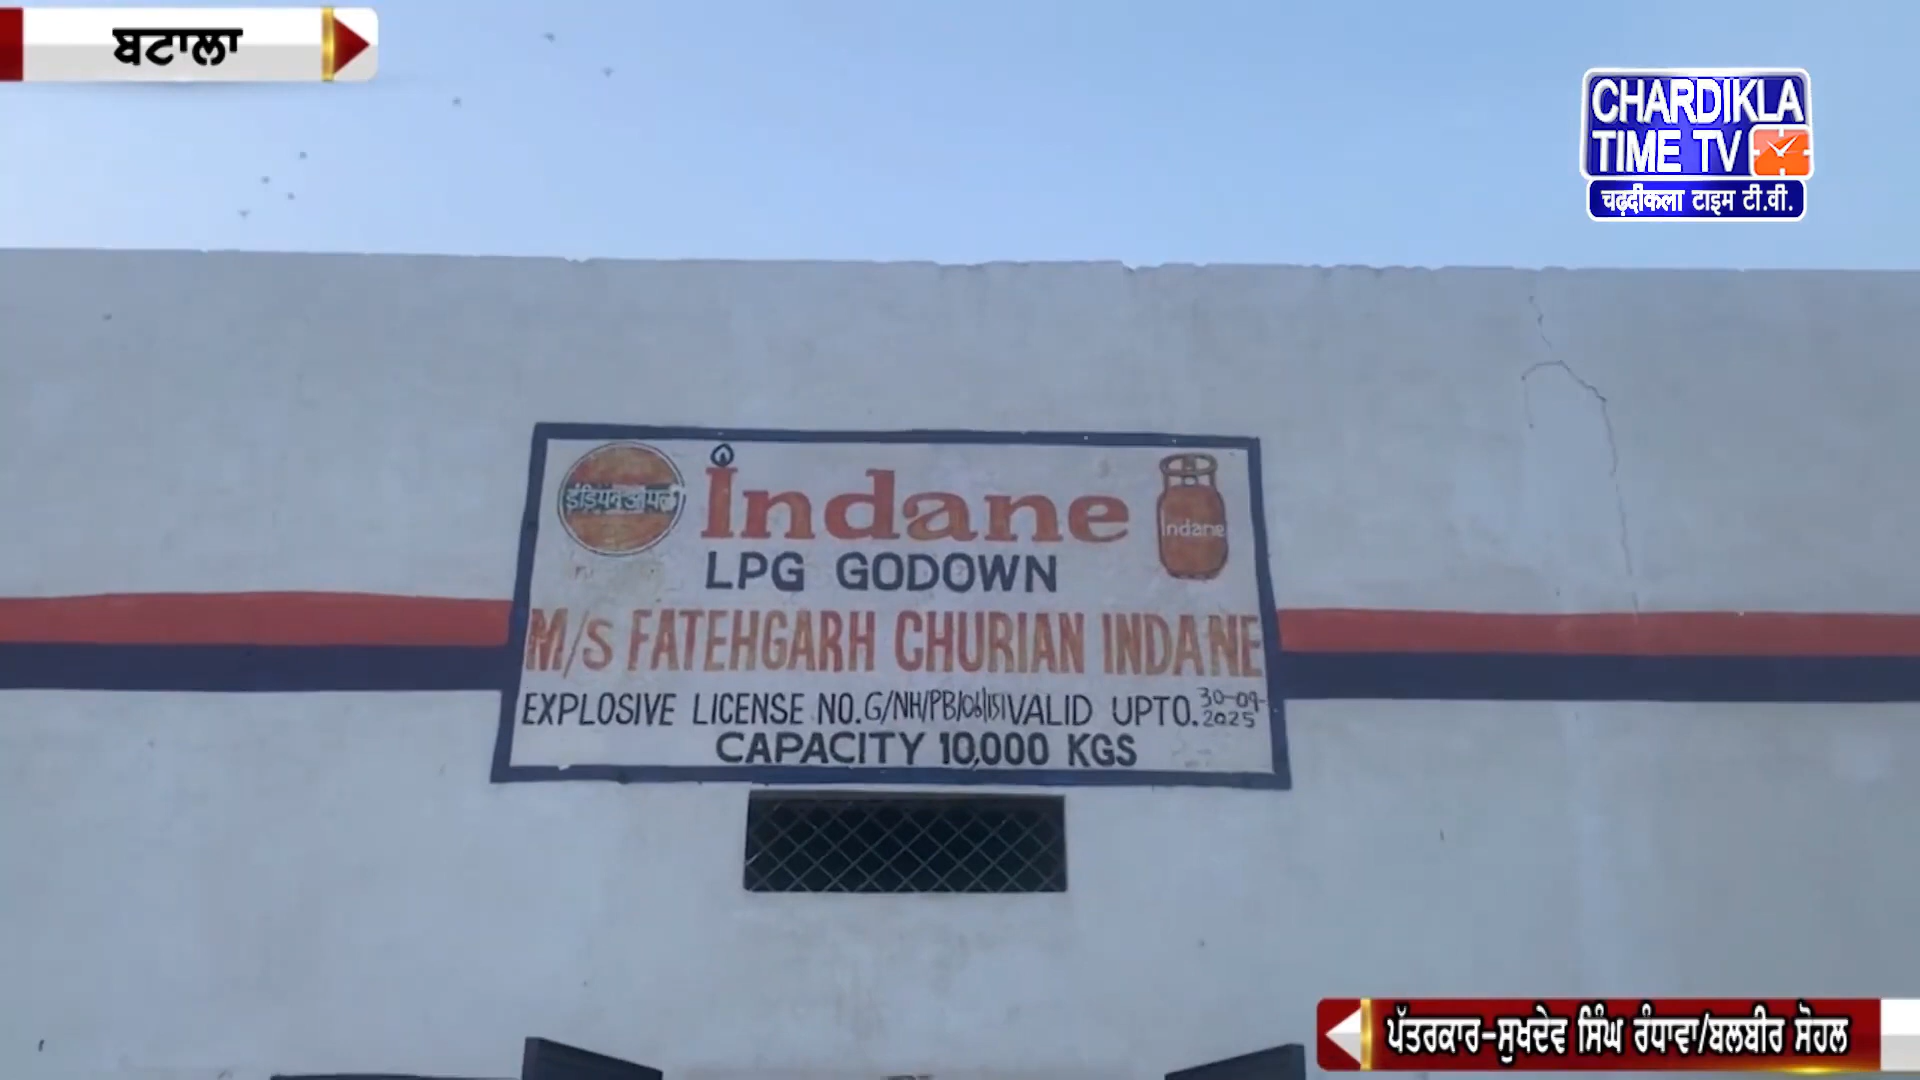 ਬਟਾਲਾ
CHARDIKLA
TIME TV
चढ़दीकला टाइम टी.वी.
इंडियनऑयल
Indane
Indane
LPG GODOWN
M/S FATEHGARH CHURIAN INDANE
EXPLOSIVE LICENSE NO.G/NH/PB/06/151 VALID UPTO. 30-09-2025
CAPACITY 10,000 KGS
ਪੱਤਰਕਾਰ-ਸੁਖਦੇਵ ਸਿੰਘ ਰੰਧਾਵਾ/ਬਲਬੀਰ ਸੋਹਲ